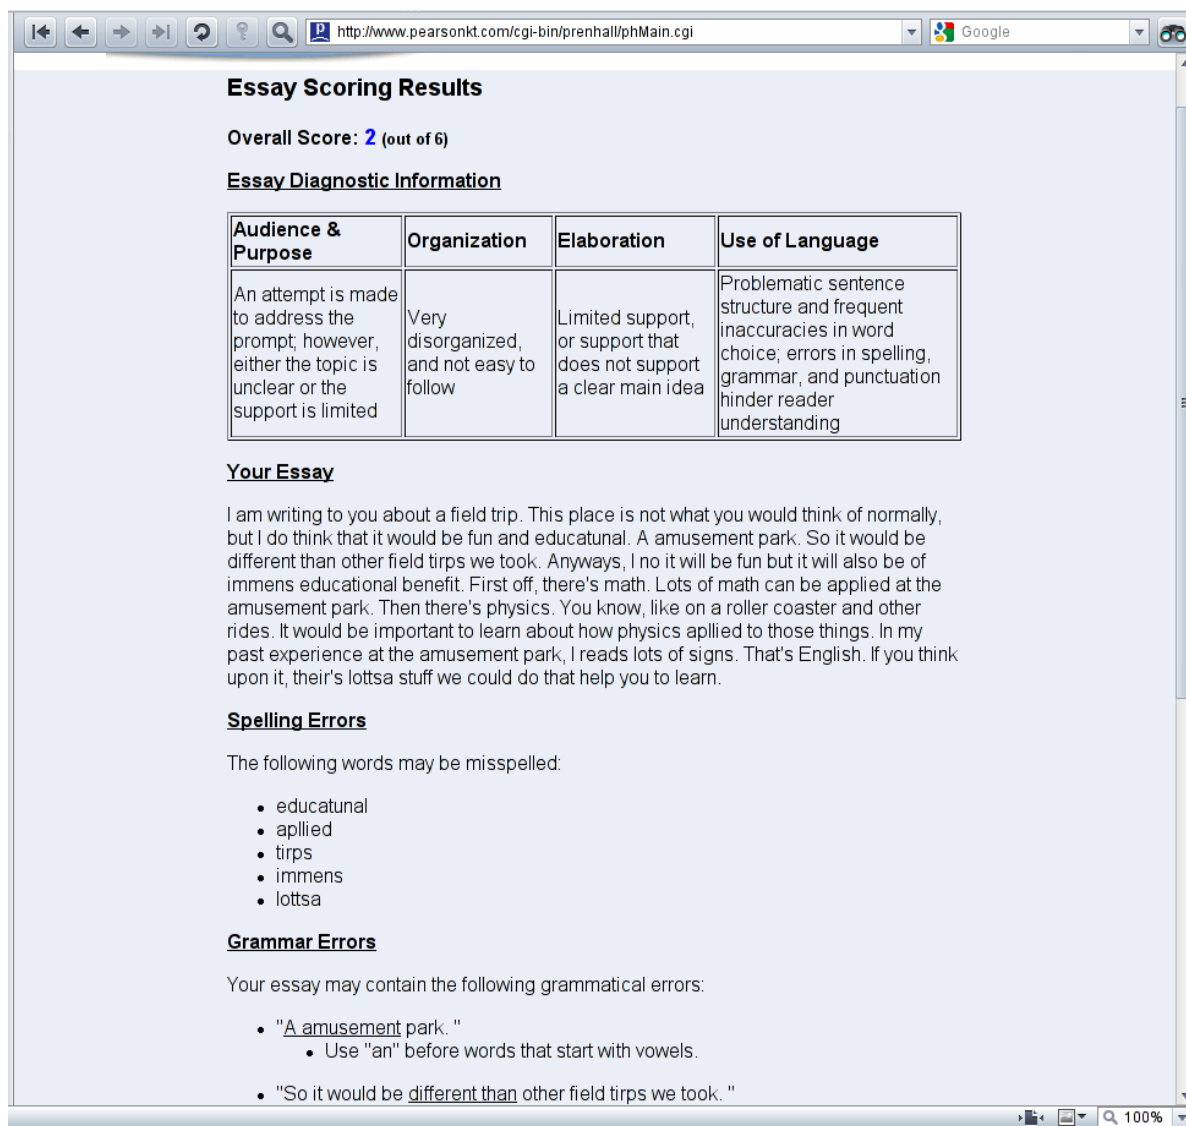 http://www.pearsonkt.com/cgi-bin/prenhall/phMain.cgi
Google
Essay Scoring Results
Overall Score: 2 (out of 6)
Essay Diagnostic Information
Audience &
Purpose
Organization
Elaboration
Use of Language
An attempt is made
to address the
prompt; however,
either the topic is
unclear or the
support is limited
Very
disorganized,
and not easy to
follow
Limited support,
or support that
does not support
a clear main idea
Problematic sentence
structure and frequent
inaccuracies in word
choice; errors in spelling,
grammar, and punctuation
hinder reader
understanding
Your Essay
I am writing to you about a field trip. This place is not what you would think of normally,
but I do think that it would be fun and educatunal. A amusement park. So it would be
different than other field tirps we took. Anyways, I no it will be fun but it will also be of
immens educational benefit. First off, there's math. Lots of math can be applied at the
amusement park. Then there's physics. You know, like on a roller coaster and other
rides. It would be important to learn about how physics apllied to those things. In my
past experience at the amusement park, I reads lots of signs. That's English. If you think
upon it, their's lottsa stuff we could do that help you to learn.
Spelling Errors
The following words may be misspelled:
• educatunal
• apllied
• tirps
• immens
• lottsa
Grammar Errors
Your essay may contain the following grammatical errors:
• "A amusement park. "
• Use "an" before words that start with vowels.
• "So it would be different than other field tirps we took. "
100%